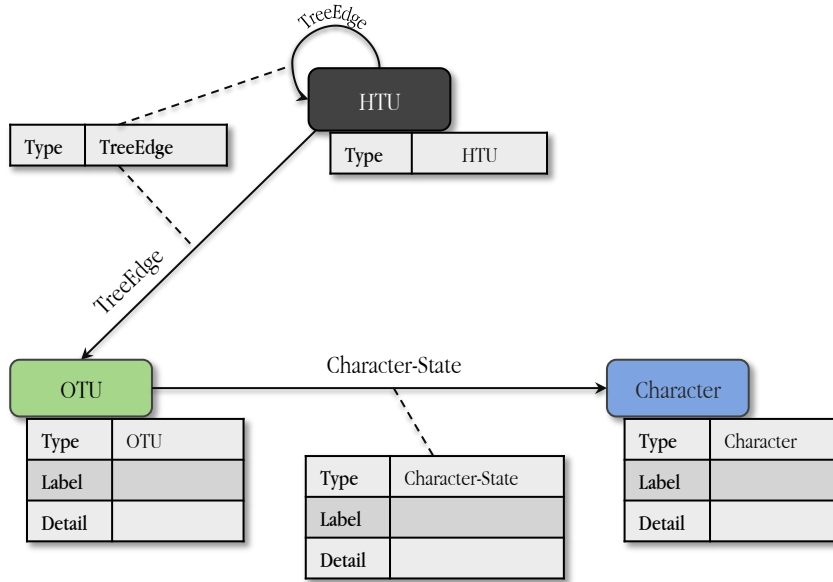 TreeEdge
HTU
Type TreeEdge
Type HTU
TreeEdge
Character-State
OTU
Character
Type OTU
Label
Detail
Type Character-State
Label
Detail
Type Character
Label
Detail